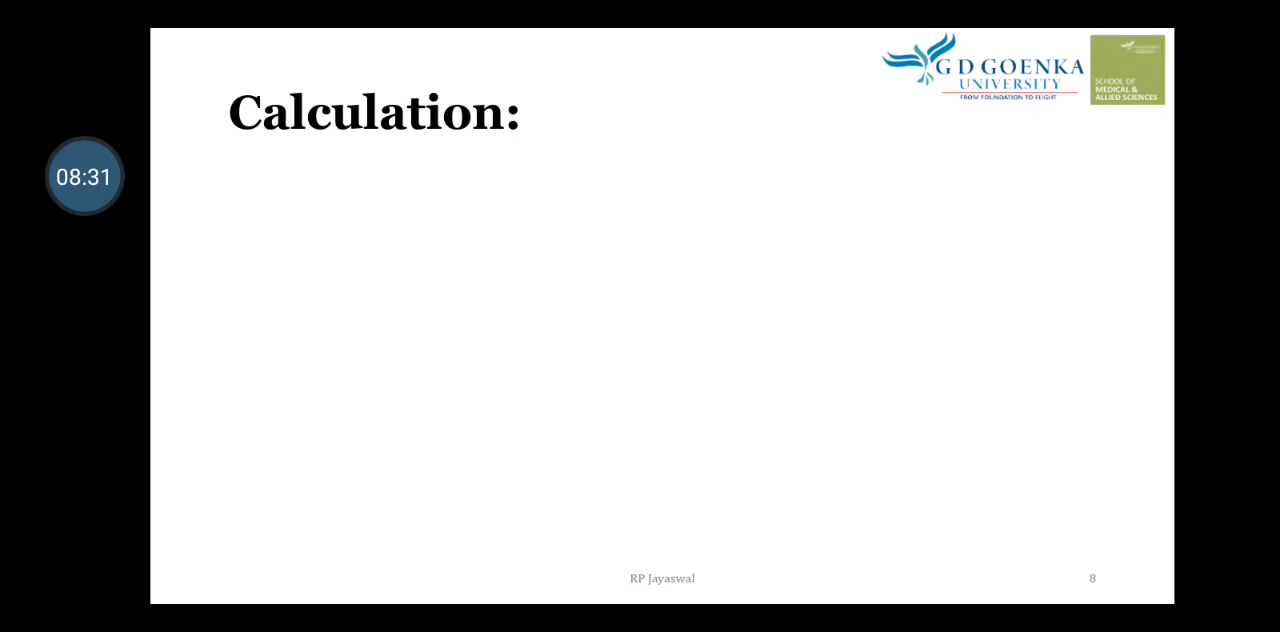 G D GOENKA
UNIVERSITY
FROM FOUNDATION TO FLIGHT
SCHOOL OF
MEDICAL &
ALLIED SCIENCES
Calculation:
08:31
RP Jayaswal
8